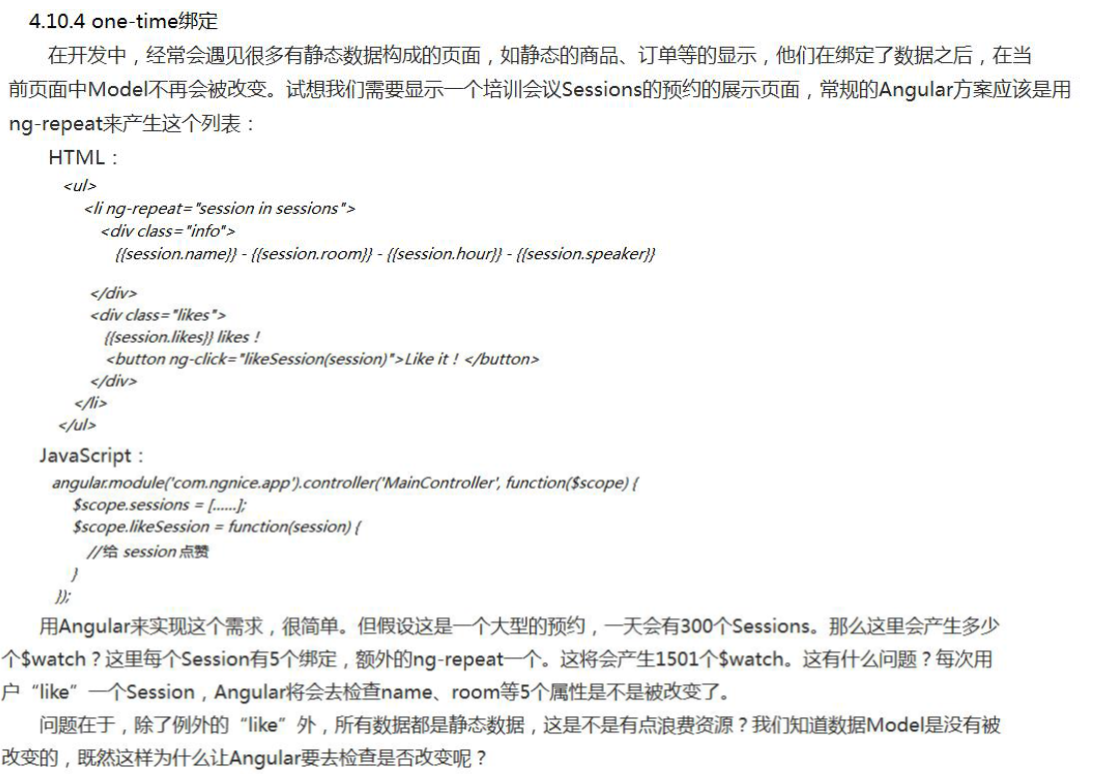 4.10.4 one-time绑定
在开发中，经常会遇见很多有静态数据构成的页面，如静态的商品、订单等的显示，他们在绑定了数据之后，在当
前页面中Model不再会被改变。试想我们需要显示一个培训会议Sessions的预约的展示页面，常规的Angular方案应该是用
ng-repeat来产生这个列表：
HTML：
<ul>
<li ng-repeat="session in sessions">
<div class="info">
{{session.name}} - {{session.room}} - {{session.hour}} - {{session.speaker}}
</div>
<div class="likes">
{{session.likes}} likes！
<button ng-click="likeSession(session)">Like it！</button>
</div>
</li>
</ul>
JavaScript：
angular.module('com.ngnice.app').controller('MainController', function($scope) {
$scope.sessions = [......];
$scope.likeSession = function(session) {
//给 session 点赞
}
});
用Angular来实现这个需求，很简单。但假设这是一个大型的预约，一天会有300个Sessions。那么这里会产生多少
个$watch？这里每个Session有5个绑定，额外的ng-repeat一个。这将会产生1501个$watch。这有什么问题？每次用
户“like”一个Session，Angular将会去检查name、room等5个属性是不是被改变了。
问题在于，除了例外的“like”外，所有数据都是静态数据，这是不是有点浪费资源？我们知道数据Model是没有被
改变的，既然这样为什么让Angular要去检查是否改变呢？